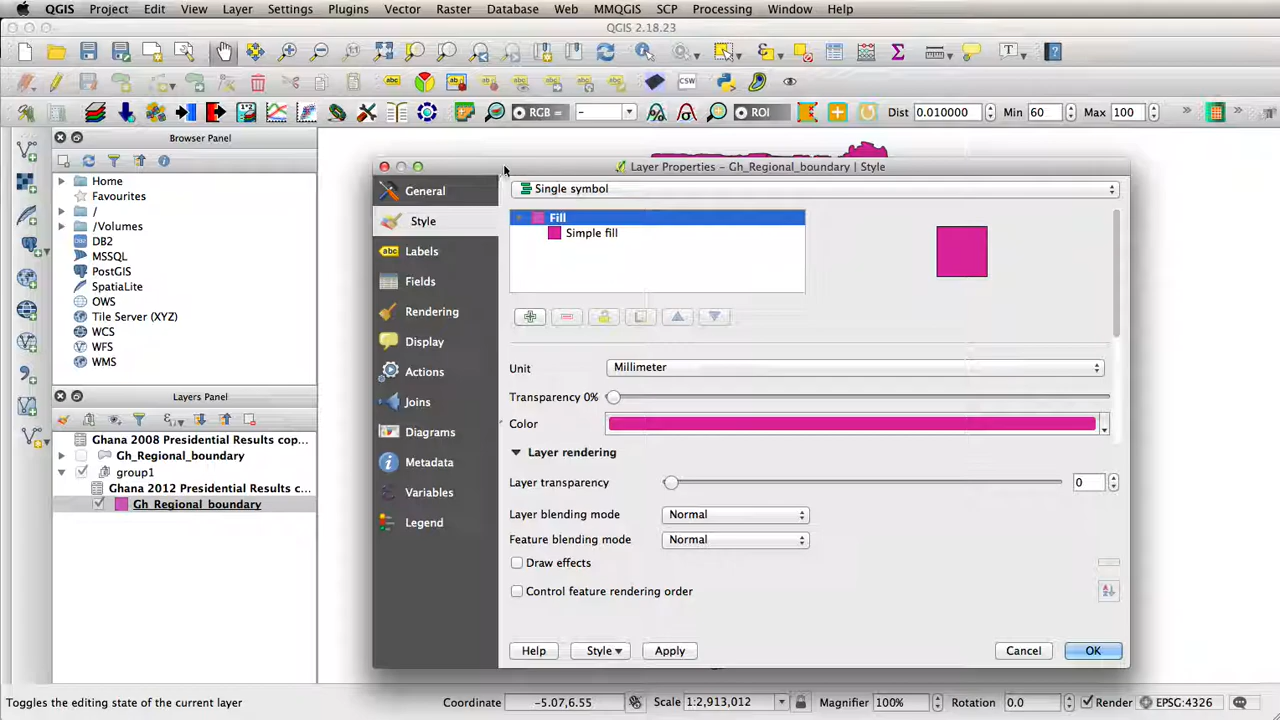 QGIS Project Edit View Layer Settings Plugins Vector Raster Database Web MMQGIS SCP Processing Window Help
QGIS 2.18.23
abc CSW
RGB = - ROI Dist 0.010000 Min 60 Max 100
Browser Panel
Home
Favourites
/
/Volumes
DB2
MSSQL
PostGIS
SpatiaLite
OWS
Tile Server (XYZ)
WCS
WFS
WMS
Layers Panel
Ghana 2008 Presidential Results cop...
Gh_Regional_boundary
group1
Ghana 2012 Presidential Results c...
Gh_Regional_boundary
Layer Properties - Gh_Regional_boundary | Style
General
Style
abc Labels
Fields
Rendering
Display
Actions
Joins
Diagrams
Metadata
Variables
Legend
Single symbol
Fill
Simple fill
Unit Millimeter
Transparency 0%
Color
Layer rendering
Layer transparency 0
Layer blending mode Normal
Feature blending mode Normal
Draw effects
Control feature rendering order
Help Style Apply Cancel OK
Toggles the editing state of the current layer Coordinate -5.07,6.55 Scale 1:2,913,012 Magnifier 100% Rotation 0.0 Render EPSG:4326